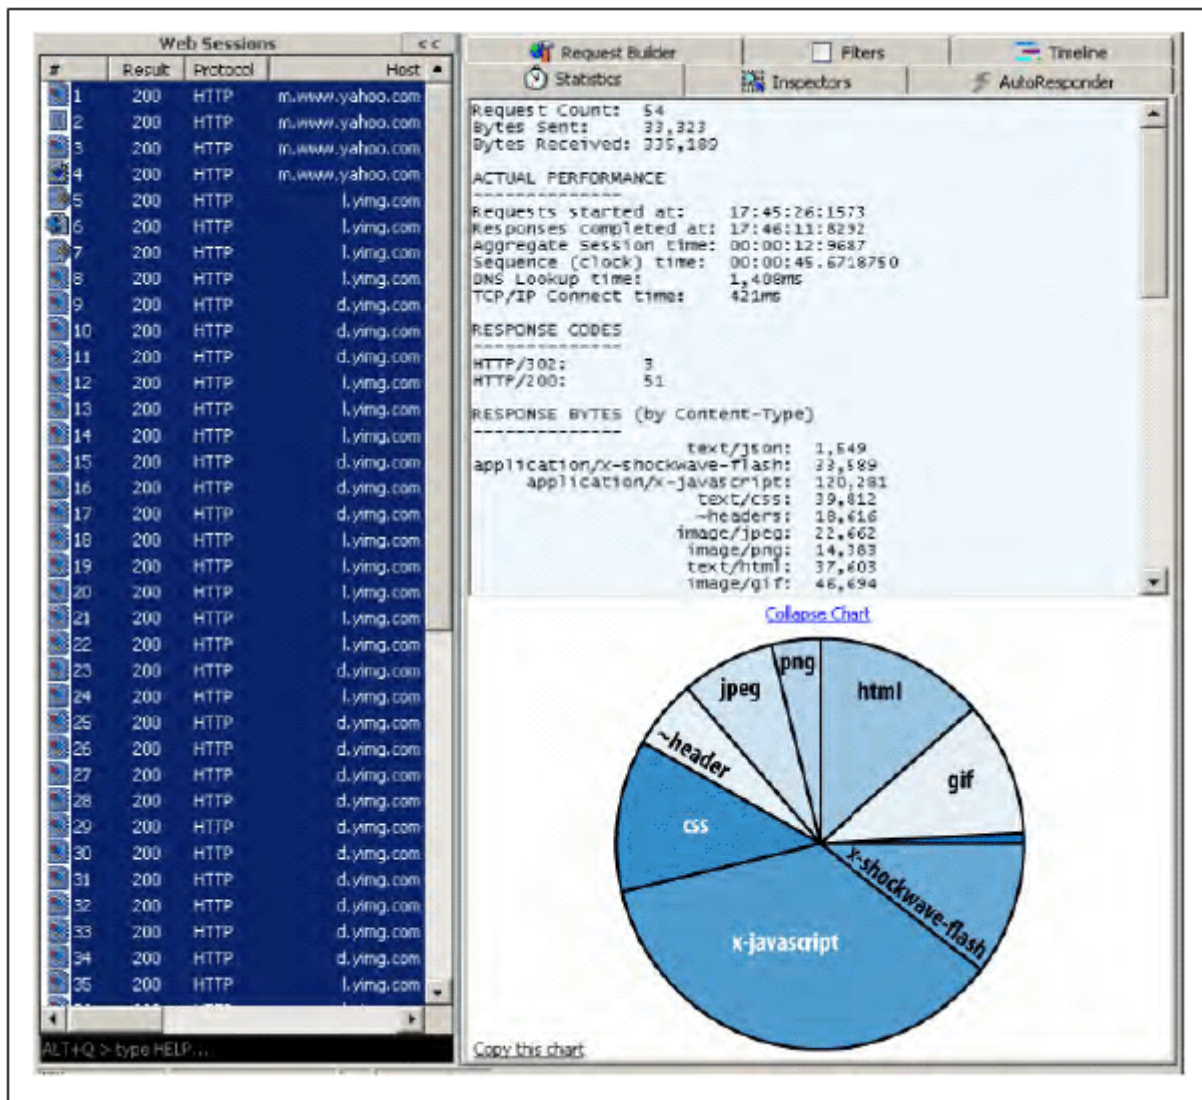 Web Sessions <<
# Result Protocol Host
1 200 HTTP m.www.yahoo.com
2 200 HTTP m.www.yahoo.com
3 200 HTTP m.www.yahoo.com
4 200 HTTP m.www.yahoo.com
5 200 HTTP l.yimg.com
6 200 HTTP l.yimg.com
7 200 HTTP l.yimg.com
8 200 HTTP l.yimg.com
9 200 HTTP d.yimg.com
10 200 HTTP d.yimg.com
11 200 HTTP d.yimg.com
12 200 HTTP l.yimg.com
13 200 HTTP l.yimg.com
14 200 HTTP l.yimg.com
15 200 HTTP d.yimg.com
16 200 HTTP d.yimg.com
17 200 HTTP d.yimg.com
18 200 HTTP l.yimg.com
19 200 HTTP l.yimg.com
20 200 HTTP l.yimg.com
21 200 HTTP l.yimg.com
22 200 HTTP l.yimg.com
23 200 HTTP d.yimg.com
24 200 HTTP l.yimg.com
25 200 HTTP d.yimg.com
26 200 HTTP d.yimg.com
27 200 HTTP d.yimg.com
28 200 HTTP d.yimg.com
29 200 HTTP d.yimg.com
30 200 HTTP d.yimg.com
31 200 HTTP d.yimg.com
32 200 HTTP d.yimg.com
33 200 HTTP d.yimg.com
34 200 HTTP d.yimg.com
35 200 HTTP l.yimg.com
ALT+Q > type HELP...
Request Builder Filters Timeline
Statistics Inspectors AutoResponder
Request Count: 54
Bytes Sent: 33,323
Bytes Received: 335,189
ACTUAL PERFORMANCE
--------------
Requests started at: 17:45:26:1573
Responses completed at: 17:46:11:8292
Aggregate Session time: 00:00:12:9687
Sequence (clock) time: 00:00:45.6718750
DNS Lookup time: 1,408ms
TCP/IP Connect time: 421ms
RESPONSE CODES
--------------
HTTP/302: 3
HTTP/200: 51
RESPONSE BYTES (by Content-Type)
--------------
text/json: 1,549
application/x-shockwave-flash: 33,589
application/x-javascript: 120,281
text/css: 39,812
~headers: 18,616
image/jpeg: 22,662
image/png: 14,383
text/html: 37,603
image/gif: 46,694
Collapse Chart
png
html
jpeg
~header
gif
css
x-shockwave-flash
x-javascript
Copy this chart